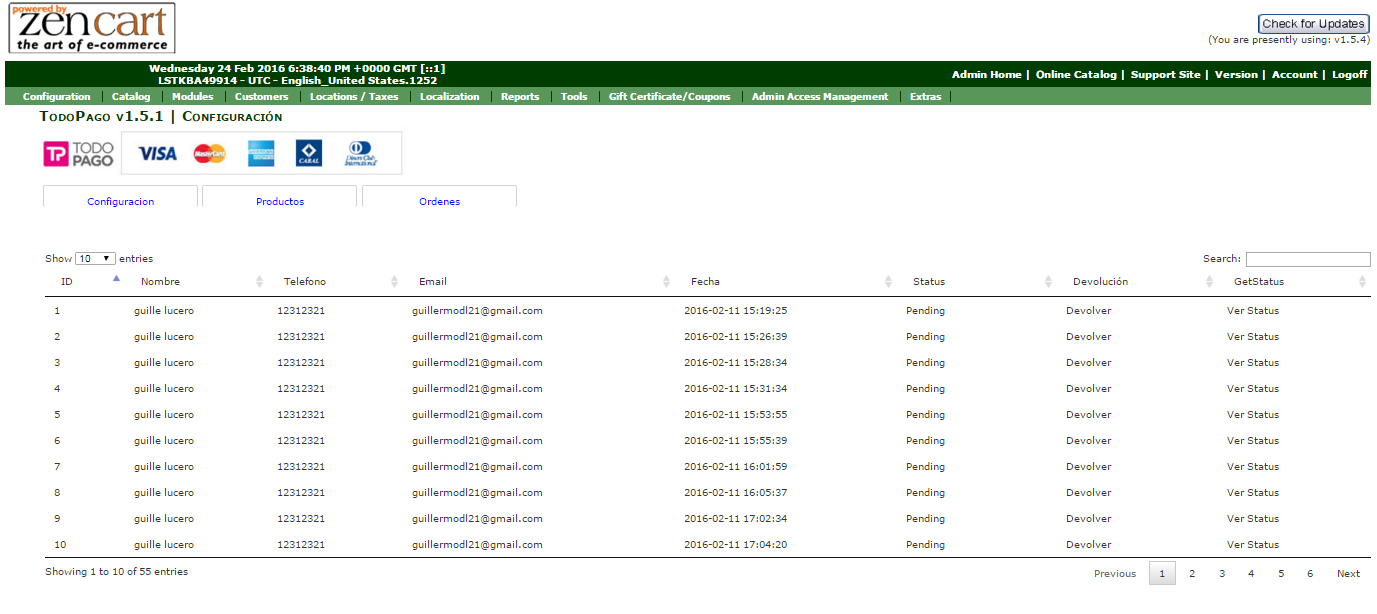 powered by
zen cart
the art of e-commerce
Check for Updates
(You are presently using: v1.5.4)
Wednesday 24 Feb 2016 6:38:40 PM +0000 GMT [::1]
LSTKBA49914 - UTC - English_United States.1252
Admin Home | Online Catalog | Support Site | Version | Account | Logoff
Configuration | Catalog | Modules | Customers | Locations / Taxes | Localization | Reports | Tools | Gift Certificate/Coupons | Admin Access Management | Extras |
TodoPago v1.5.1 | Configuración
TP TODO PAGO VISA MasterCard AMERICAN EXPRESS CABAL Diners Club International
Configuracion Productos Ordenes
Show 10 entries Search:
ID Nombre Telefono Email Fecha Status Devolución GetStatus
1 guille lucero 12312321 guillermodl21@gmail.com 2016-02-11 15:19:25 Pending Devolver Ver Status
2 guille lucero 12312321 guillermodl21@gmail.com 2016-02-11 15:26:39 Pending Devolver Ver Status
3 guille lucero 12312321 guillermodl21@gmail.com 2016-02-11 15:28:34 Pending Devolver Ver Status
4 guille lucero 12312321 guillermodl21@gmail.com 2016-02-11 15:31:34 Pending Devolver Ver Status
5 guille lucero 12312321 guillermodl21@gmail.com 2016-02-11 15:53:55 Pending Devolver Ver Status
6 guille lucero 12312321 guillermodl21@gmail.com 2016-02-11 15:55:39 Pending Devolver Ver Status
7 guille lucero 12312321 guillermodl21@gmail.com 2016-02-11 16:01:59 Pending Devolver Ver Status
8 guille lucero 12312321 guillermodl21@gmail.com 2016-02-11 16:05:37 Pending Devolver Ver Status
9 guille lucero 12312321 guillermodl21@gmail.com 2016-02-11 17:02:34 Pending Devolver Ver Status
10 guille lucero 12312321 guillermodl21@gmail.com 2016-02-11 17:04:20 Pending Devolver Ver Status
Showing 1 to 10 of 55 entries Previous 1 2 3 4 5 6 Next